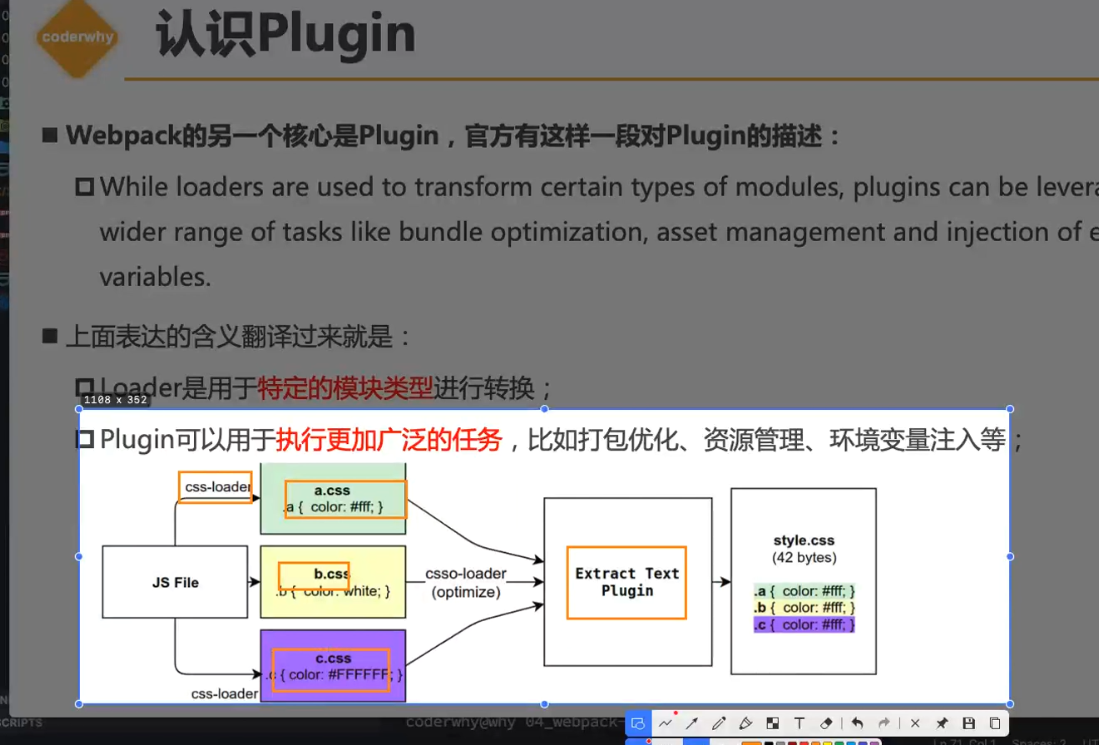 coderwhy
认识Plugin
Webpack的另一个核心是Plugin，官方有这样一段对Plugin的描述：
While loaders are used to transform certain types of modules, plugins can be
wider range of tasks like bundle optimization, asset management and injection of
variables.
上面表达的含义翻译过来就是：
Loader是用于特定的模块类型进行转换；
1108 x 352
Plugin可以用于执行更加广泛的任务，比如打包优化、资源管理、环境变量注入等；
css-loader
a.css
.a { color: #fff; }
JS File
b.css
.b { color: white; }
csso-loader
(optimize)
Extract Text
Plugin
style.css
(42 bytes)
.a { color: #fff; }
.b { color: #fff; }
.c { color: #fff; }
c.css
.c { color: #FFFFFF; }
css-loader
coderwhy@why 04_webpack